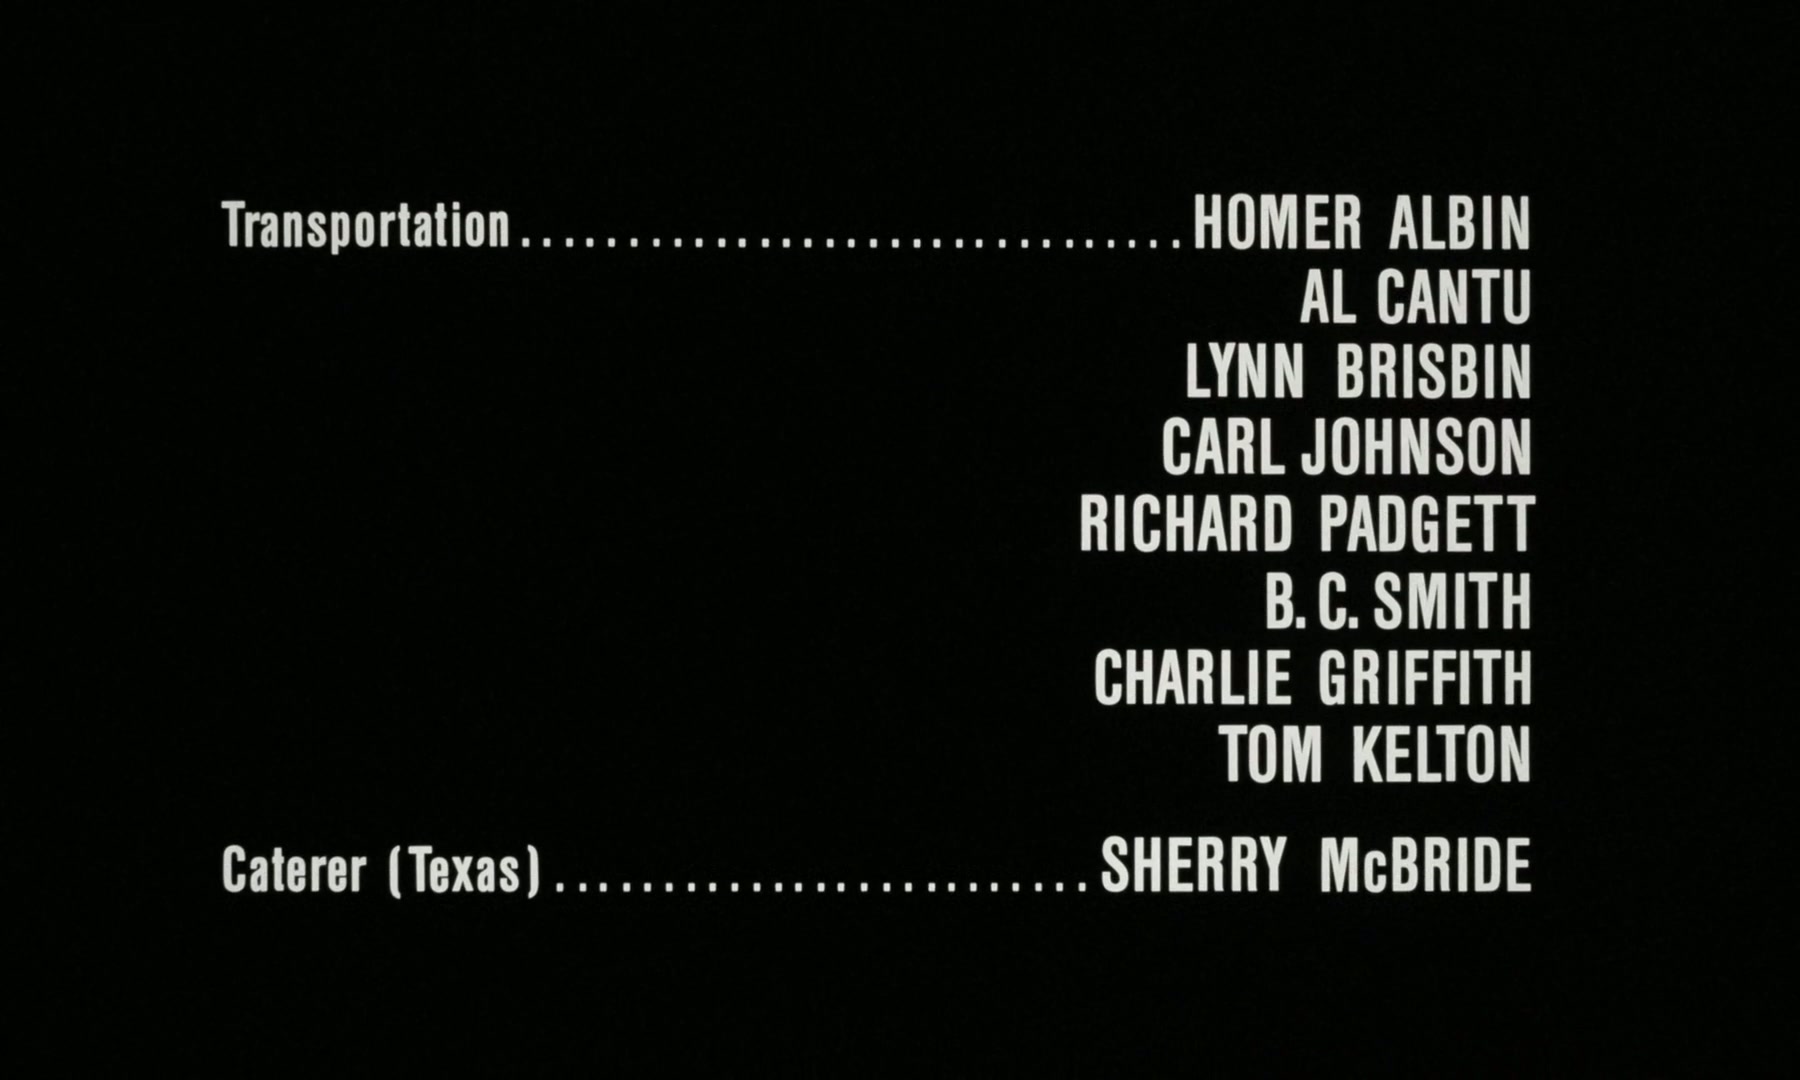 Transportation...............................HOMER ALBIN
AL CANTU
LYNN BRISBIN
CARL JOHNSON
RICHARD PADGETT
B. C. SMITH
CHARLIE GRIFFITH
TOM KELTON
Caterer (Texas).........................SHERRY McBRIDE